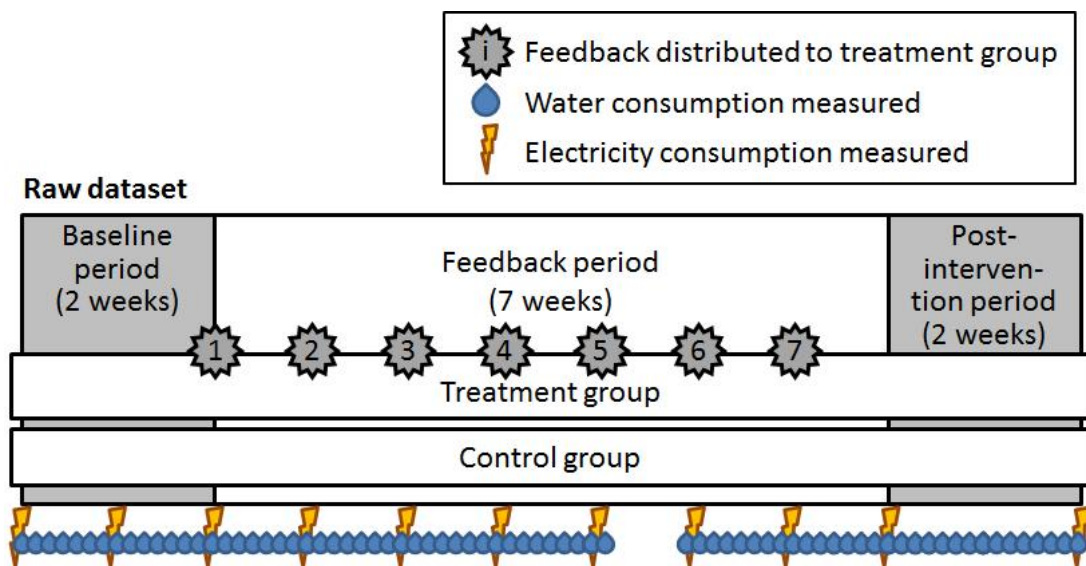 i Feedback distributed to treatment group
Water consumption measured
Electricity consumption measured
Raw dataset
Baseline
period
(2 weeks)
Feedback period
(7 weeks)
Post-
interven-
tion period
(2 weeks)
1 2 3 4 5 6 7
Treatment group
Control group